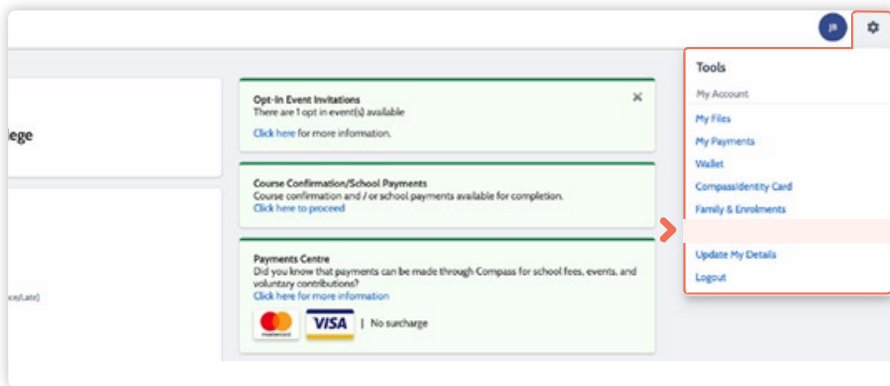 JB
Tools
My Account
My Files
My Payments
Wallet
CompassIdentity Card
Family & Enrolments
Update My Details
Logout
lege
Opt-In Event Invitations
There are 1 opt in event(s) available
Click here for more information.
Course Confirmation/School Payments
Course confirmation and / or school payments available for completion.
Click here to proceed
Payments Centre
Did you know that payments can be made through Compass for school fees, events, and
voluntary contributions?
Click here for more information
mastercard VISA | No surcharge